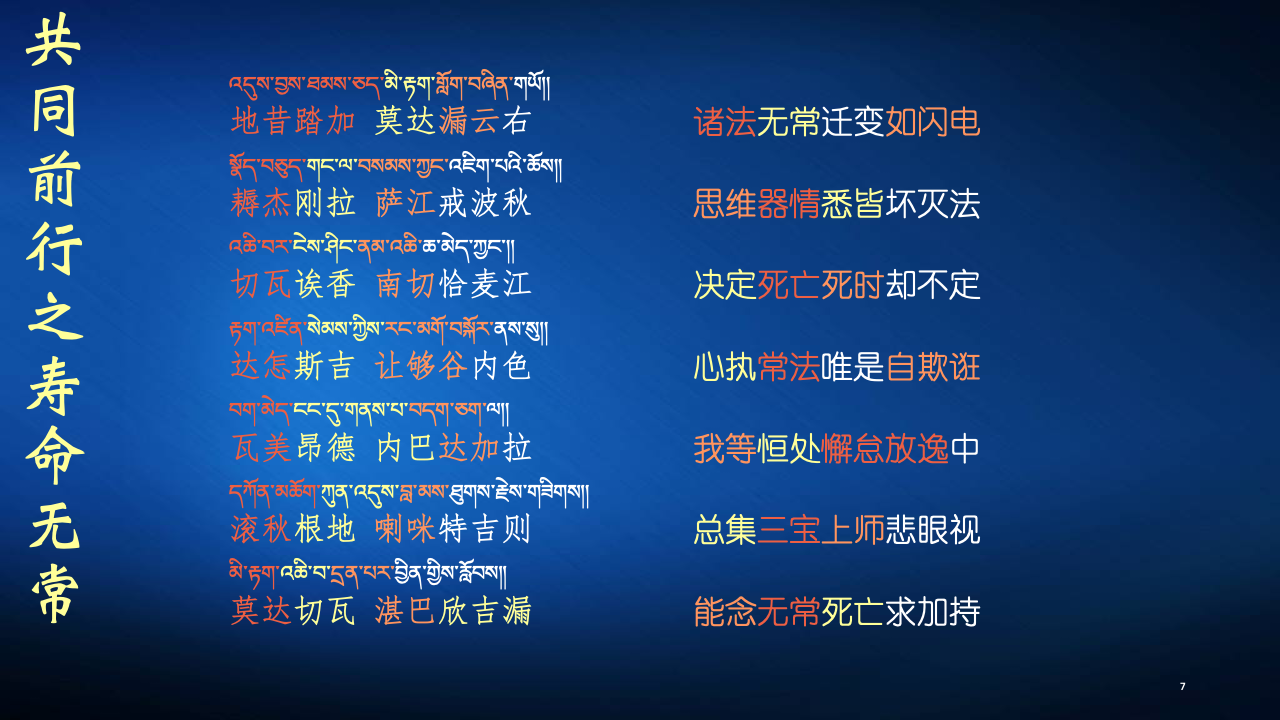 共同前行之寿命无常
འདུས་བྱས་ཐམས་ཅད་མི་རྟག་གློག་བཞིན་གཡོ།།
地昔踏加 莫达漏云右
诸法无常迁变如闪电
སྣོད་བཅུད་གང་ལ་བསམས་ཀྱང་འཇིག་པའི་ཆོས།།
耨杰刚拉 萨江戒波秋
思维器情悉皆坏灭法
འཆི་བར་ངེས་ཤིང་ནམ་འཆི་ཆ་མེད་ཀྱང་།།
切瓦诶香 南切恰麦江
决定死亡死时却不定
རྟག་འཛིན་སེམས་ཀྱིས་རང་མགོ་བསྐོར་ནས་སུ།།
达怎斯吉 让够谷内色
心执常法唯是自欺诳
བག་མེད་ངང་དུ་གནས་པ་བདག་ཅག་ལ།།
瓦美昂德 内巴达加拉
我等恒处懈怠放逸中
དཀོན་མཆོག་ཀུན་འདུས་བླ་མས་ཐུགས་རྗེས་གཟིགས།།
滚秋根地 喇咪特吉则
总集三宝上师悲眼视
མི་རྟག་འཆི་བ་དྲན་པར་བྱིན་གྱིས་རློབས།།
莫达切瓦 湛巴欣吉漏
能念无常死亡求加持
7